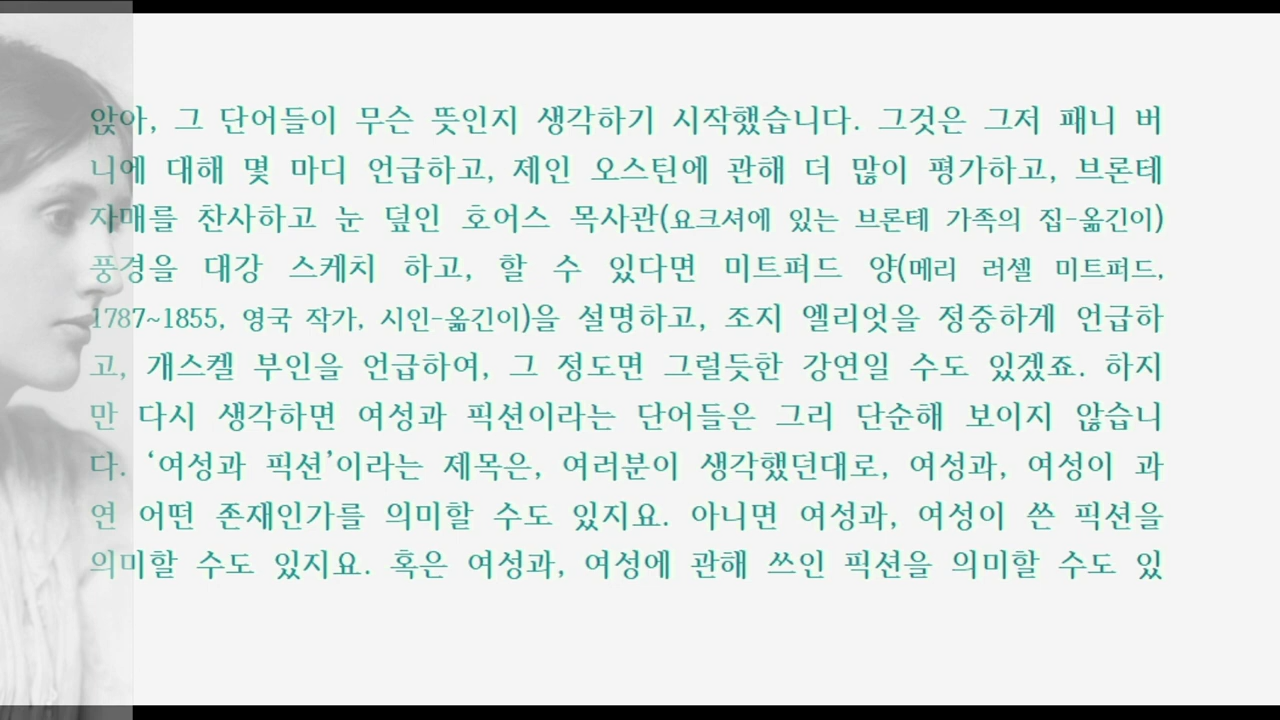 앉아, 그 단어들이 무슨 뜻인지 생각하기 시작했습니다. 그것은 그저 패니 버
니에 대해 몇 마디 언급하고, 제인 오스틴에 관해 더 많이 평가하고, 브론테
자매를 찬사하고 눈 덮인 호어스 목사관(요크셔에 있는 브론테 가족의 집-옮긴이)
풍경을 대강 스케치 하고, 할 수 있다면 미트퍼드 양(메리 러셀 미트퍼드,
1787~1855, 영국 작가, 시인-옮긴이)을 설명하고, 조지 엘리엇을 정중하게 언급하
고, 개스켈 부인을 언급하여, 그 정도면 그럴듯한 강연일 수도 있겠죠. 하지
만 다시 생각하면 여성과 픽션이라는 단어들은 그리 단순해 보이지 않습니
다. ‘여성과 픽션’이라는 제목은, 여러분이 생각했던대로, 여성과, 여성이 과
연 어떤 존재인가를 의미할 수도 있지요. 아니면 여성과, 여성이 쓴 픽션을
의미할 수도 있지요. 혹은 여성과, 여성에 관해 쓰인 픽션을 의미할 수도 있